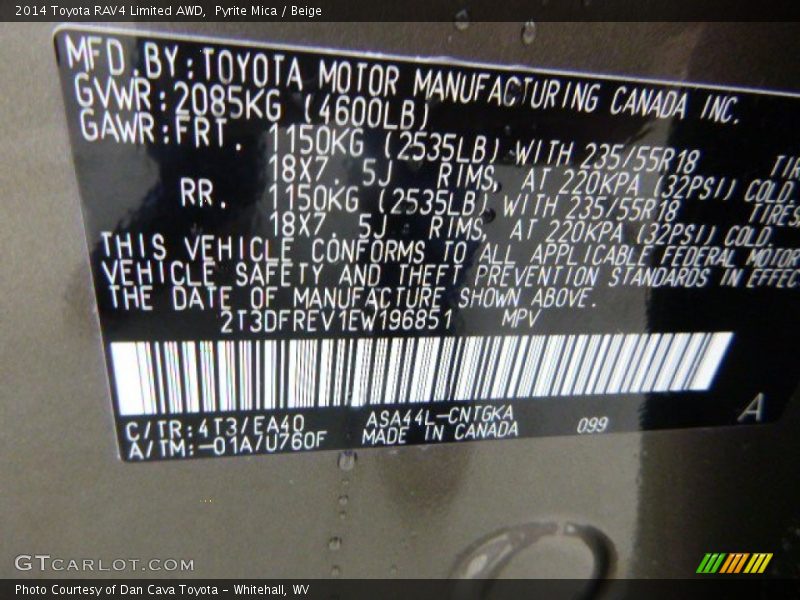 2014 Toyota RAV4 Limited AWD, Pyrite Mica / Beige
MFD.BY:TOYOTA MOTOR MANUFACTURING CANADA INC.
GVWR:2085KG (4600LB)
GAWR:FRT. 1150KG (2535LB) WITH 235/55R18 TIR
18X7.5J RIMS, AT 220KPA (32PSI) COLD.
RR. 1150KG (2535LB) WITH 235/55R18 TIRES
18X7.5J RIMS, AT 220KPA (32PSI) COLD.
THIS VEHICLE CONFORMS TO ALL APPLICABLE FEDERAL MOTOR
VEHICLE SAFETY AND THEFT PREVENTION STANDARDS IN EFFEC
THE DATE OF MANUFACTURE SHOWN ABOVE.
2T3DFREV1EW196851 MPV
C/TR:4T3/EA40 ASA44L-CNTGKA 099 A
A/TM:-01A/U760F MADE IN CANADA
GTCARLOT.COM
Photo Courtesy of Dan Cava Toyota - Whitehall, WV